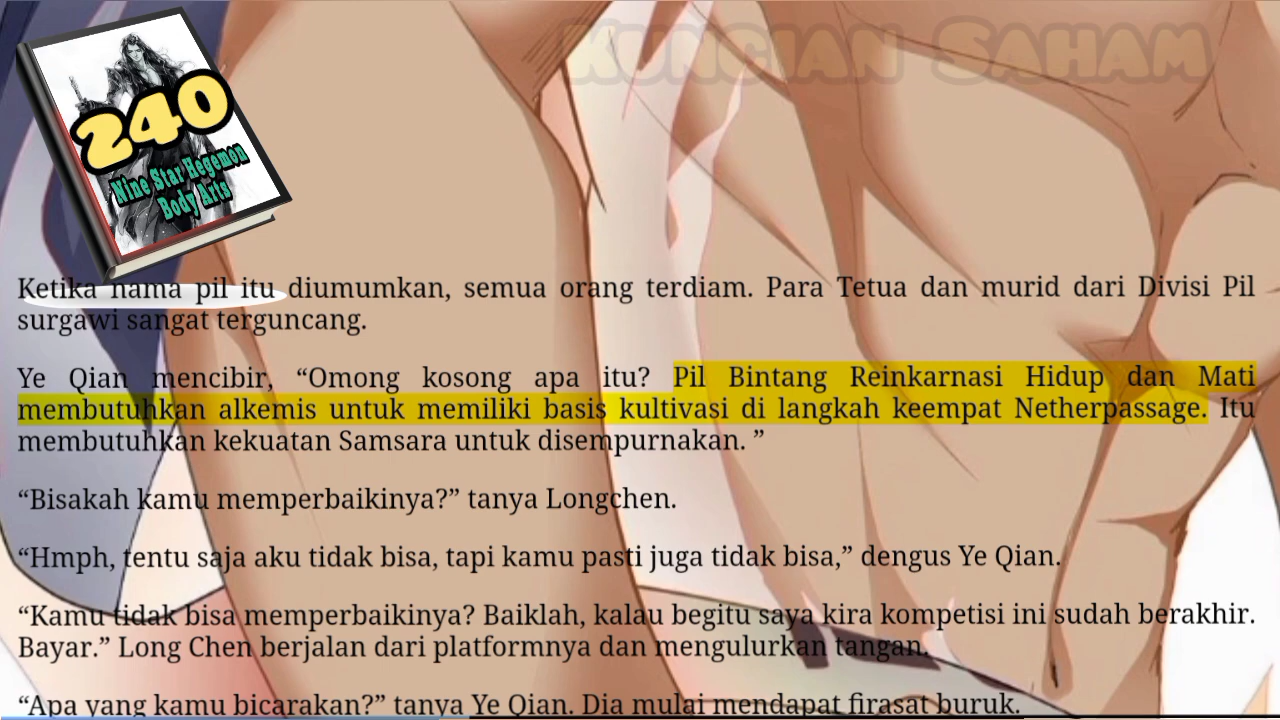 Kuncian Saham
240
Nine Star Hegemon
Body Arts
Ketika nama pil itu diumumkan, semua orang terdiam. Para Tetua dan murid dari Divisi Pil
surgawi sangat terguncang.
Ye Qian mencibir, “Omong kosong apa itu? Pil Bintang Reinkarnasi Hidup dan Mati
membutuhkan alkemis untuk memiliki basis kultivasi di langkah keempat Netherpassage. Itu
membutuhkan kekuatan Samsara untuk disempurnakan. ”
“Bisakah kamu memperbaikinya?” tanya Longchen.
“Hmph, tentu saja aku tidak bisa, tapi kamu pasti juga tidak bisa,” dengus Ye Qian.
“Kamu tidak bisa memperbaikinya? Baiklah, kalau begitu saya kira kompetisi ini sudah berakhir.
Bayar.” Long Chen berjalan dari platformnya dan mengulurkan tangan.
“Apa yang kamu bicarakan?” tanya Ye Qian. Dia mulai mendapat firasat buruk.